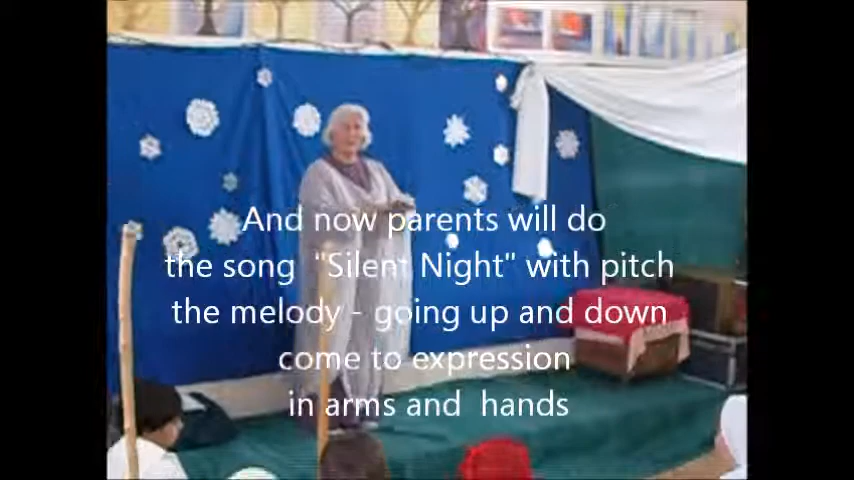 And now parents will do
the song "Silent Night" with pitch
the melody - going up and down
come to expression
in arms and hands